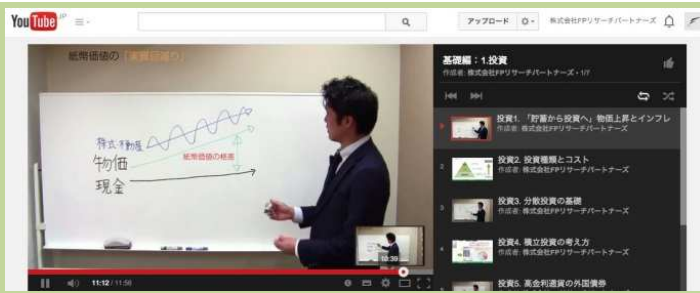 YouTube JP
アップロード
株式会社FPリサーチパートナーズ
紙幣価値の「実質目減り」
株式・不動産
物価
現金
紙幣価値の格差
10:39
11:12 / 11:56
基礎編:1.投資
作成者: 株式会社FPリサーチパートナーズ・1/7
投資1. 「貯蓄から投資へ」物価上昇とインフレ
作成者: 株式会社FPリサーチパートナーズ
2
投資2. 投資種類とコスト
作成者: 株式会社FPリサーチパートナーズ
3
投資3. 分散投資の基礎
作成者: 株式会社FPリサーチパートナーズ
4
投資4. 積立投資の考え方
作成者: 株式会社FPリサーチパートナーズ
投資5. 高金利通貨の外国債券